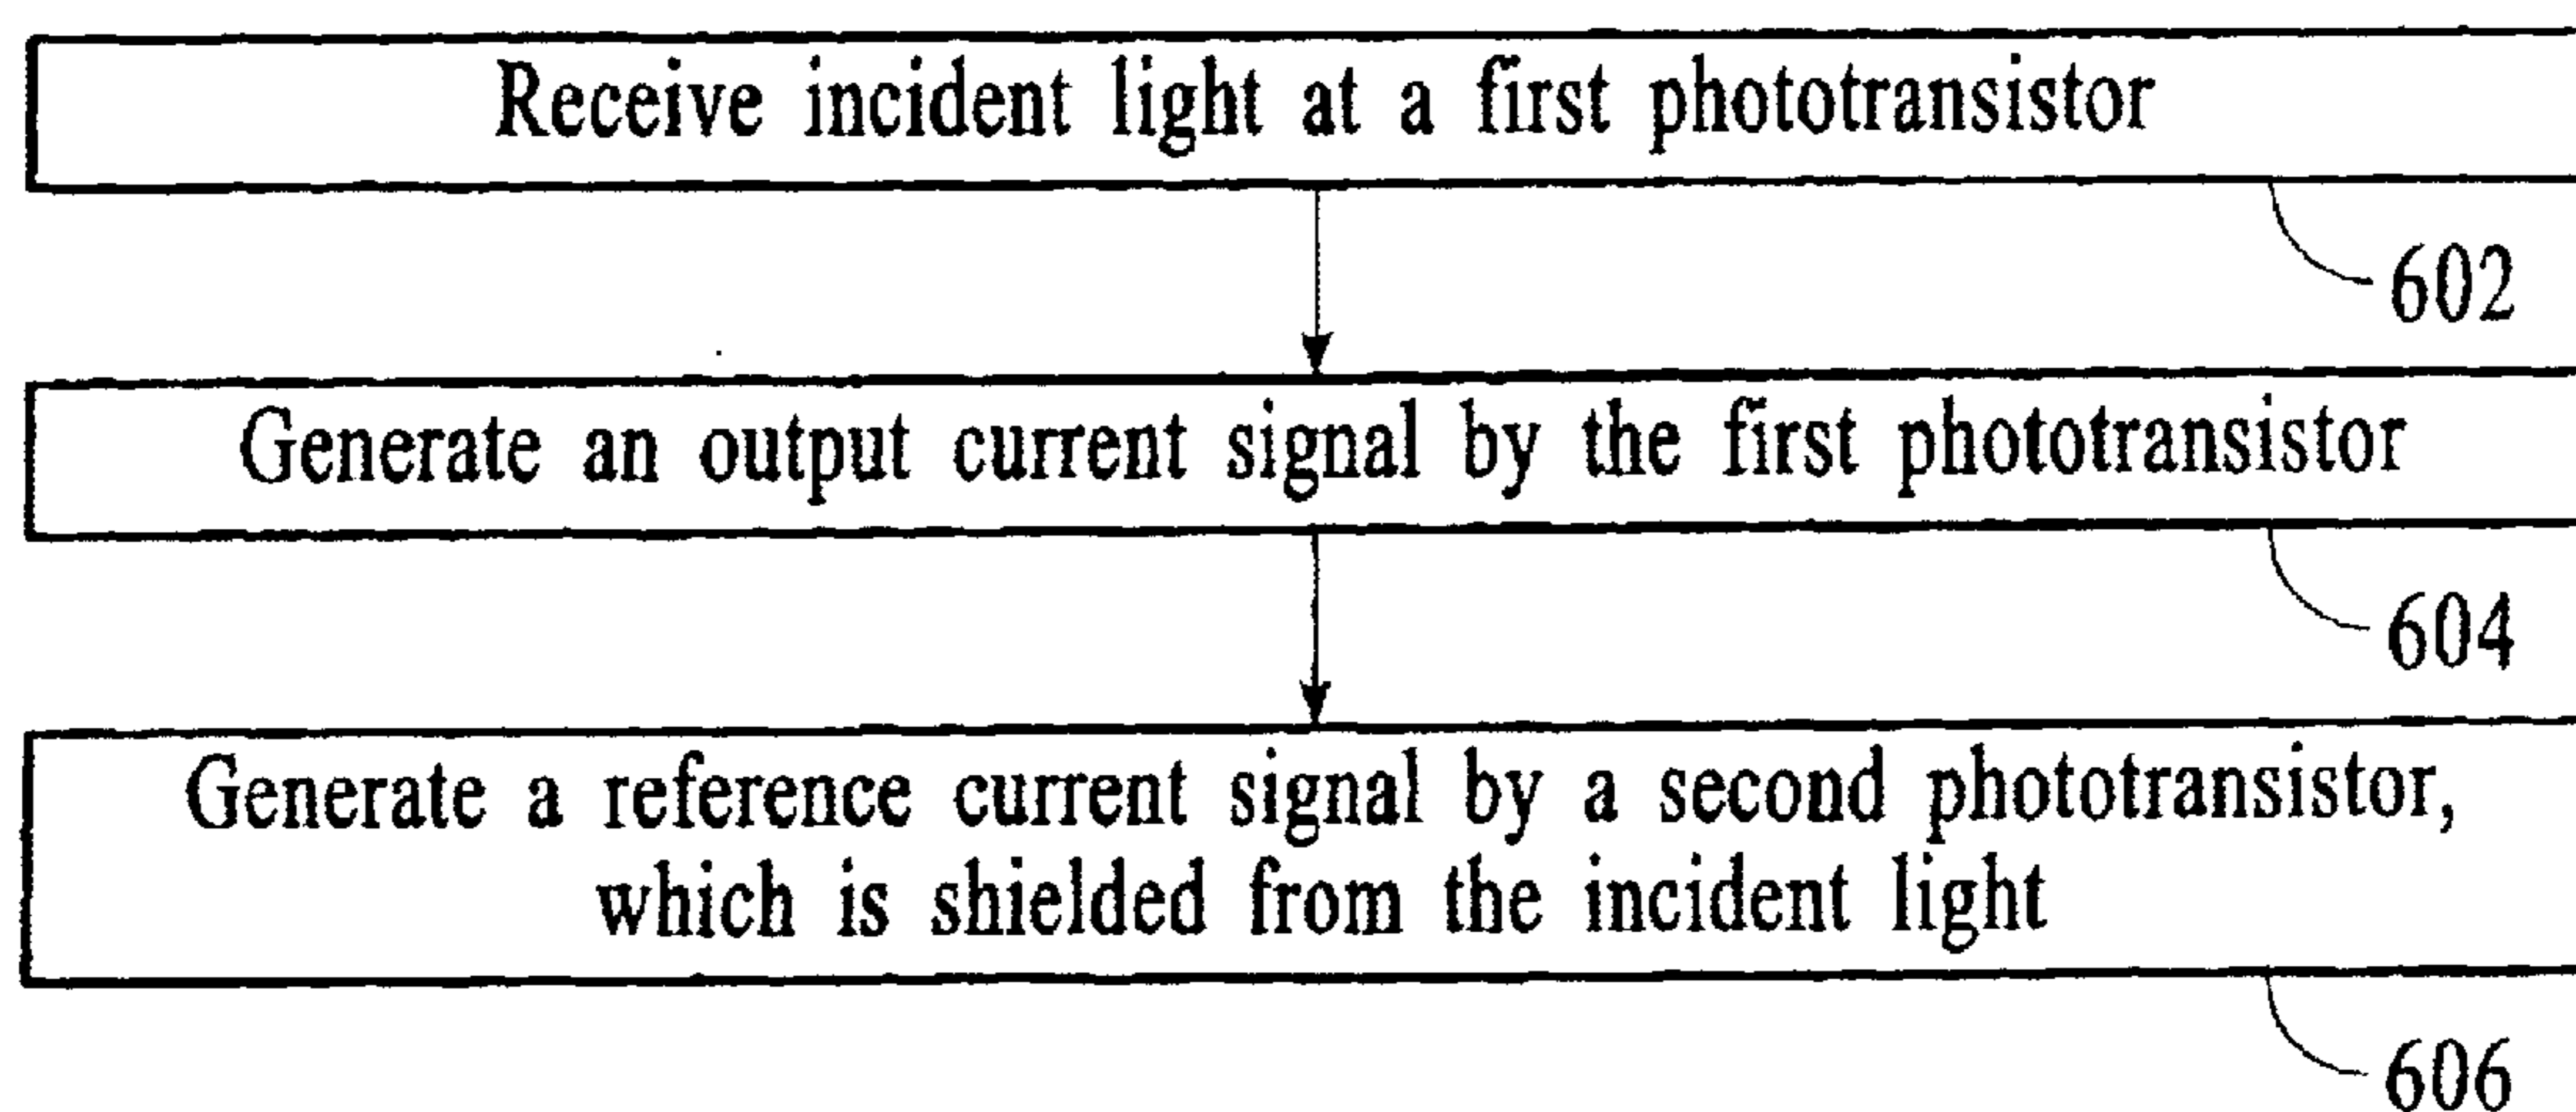 Receive incident light at a first phototransistor
602
Generate an output current signal by the first phototransistor
604
Generate a reference current signal by a second phototransistor,
which is shielded from the incident light
606